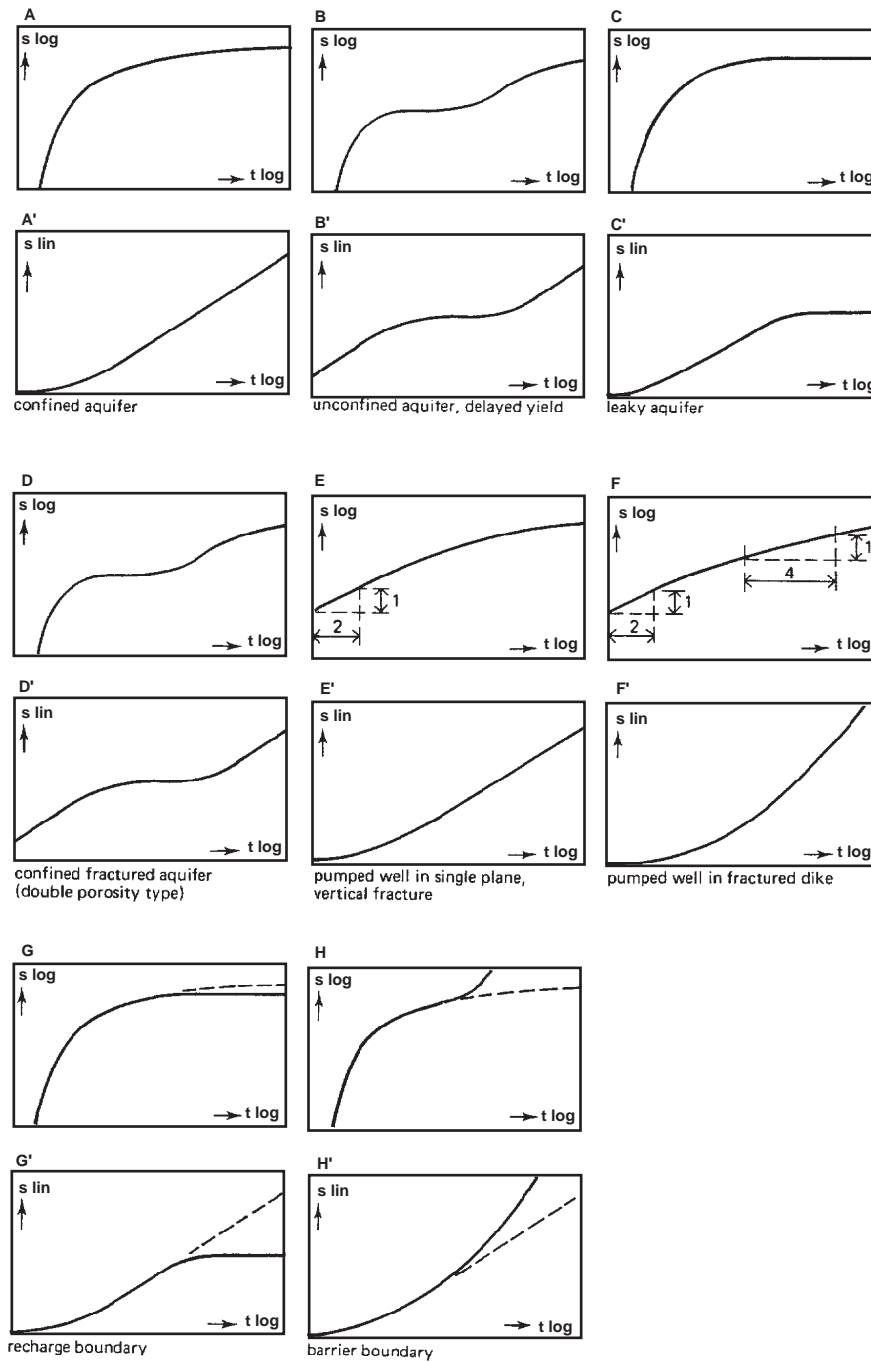 A
s log
t log
B
s log
t log
C
s log
t log
A'
s lin
t log
confined aquifer
B'
s lin
t log
unconfined aquiter, delayed yield
C'
s lin
t log
leaky aquifer
D
s log
t log
E
s log
1
2
t log
F
s log
1
4
1
2
t log
D'
s lin
t log
confined fractured aquifer
(double porosity type)
E'
s lin
t log
pumped well in single plane,
vertical fracture
F'
s lin
t log
pumped well in fractured dike
G
s log
t log
H
s log
t log
G'
s lin
t log
recharge boundary
H'
s lin
t log
barrier boundary